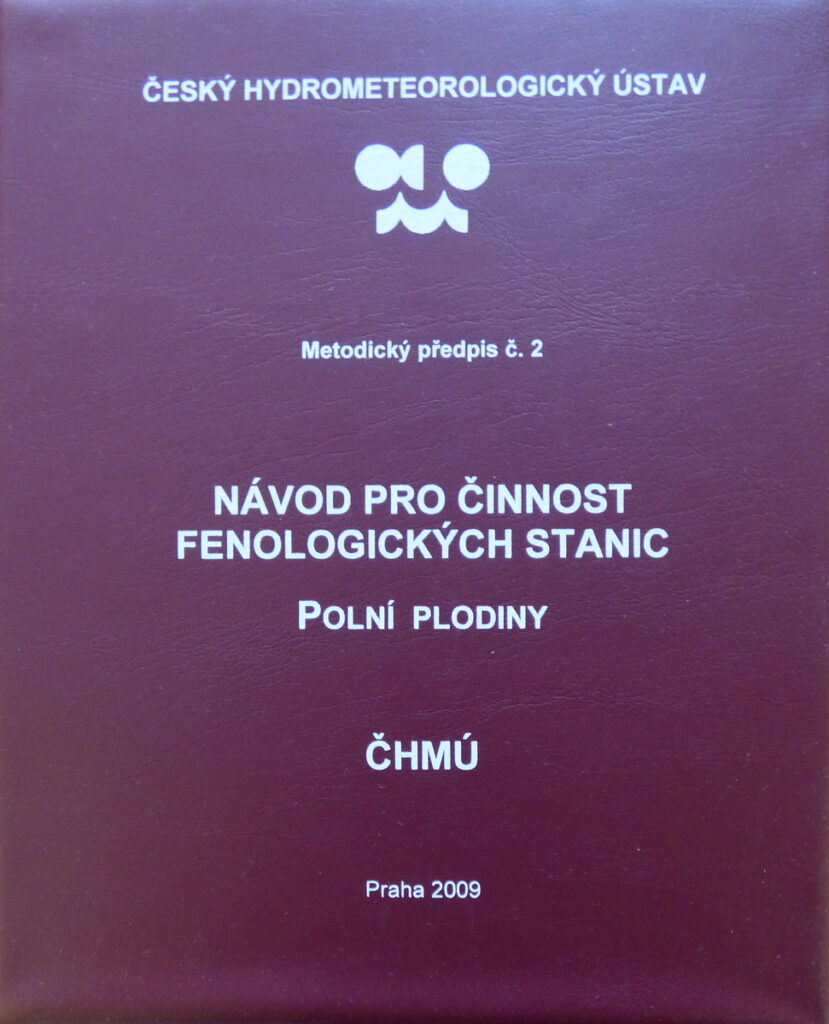 ČESKÝ HYDROMETEOROLOGICKÝ ÚSTAV
Metodický předpis č. 2
NÁVOD PRO ČINNOST
FENOLOGICKÝCH STANIC
POLNÍ PLODINY
ČHMÚ
Praha 2009